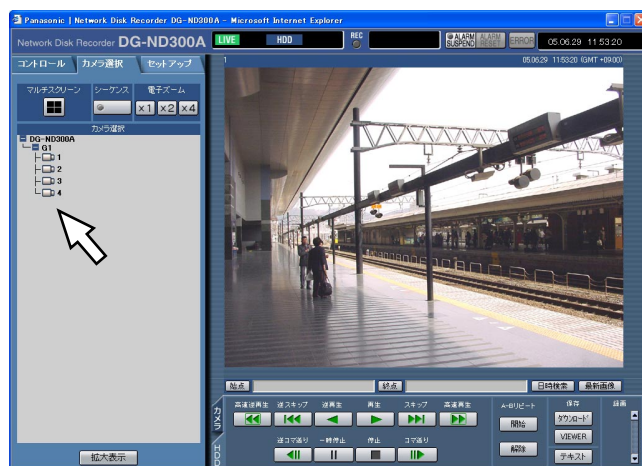 Panasonic | Network Disk Recorder DG-ND300A - Microsoft Internet Explorer
Network Disk Recorder DG-ND300A
LIVE
HDD
REC
ALARM SUSPEND
ALARM RESET
ERROR
05.06.29 11:53:20
コントロール
カメラ選択
セットアップ
1
05.06.29 11:53:20 (GMT +09:00)
マルチスクリーン
シーケンス
電子ズーム
x1
x2
x4
カメラ選択
DG-ND300A
G1
1
2
3
4
拡大表示
始点
終点
日時検索
最新画像
カメラ
HDD
高速逆再生
逆スキップ
逆再生
再生
スキップ
高速再生
逆コマ送り
一時停止
停止
コマ送り
A-Bリピート
開始
解除
保存
ダウンロード
VIEWER
テキスト
録画